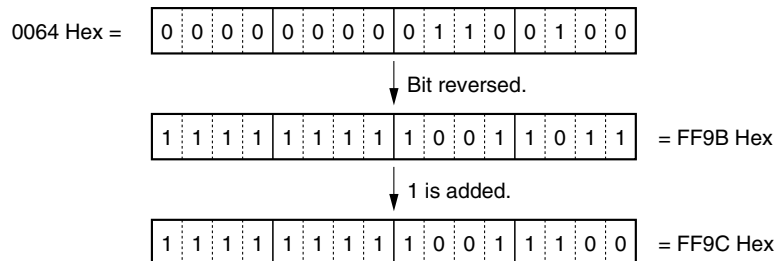 0064 Hex = 0 0 0 0 0 0 0 0 0 1 1 0 0 1 0 0
Bit reversed.
1 1 1 1 1 1 1 1 1 0 0 1 1 0 1 1 = FF9B Hex
1 is added.
1 1 1 1 1 1 1 1 1 0 0 1 1 1 0 0 = FF9C Hex